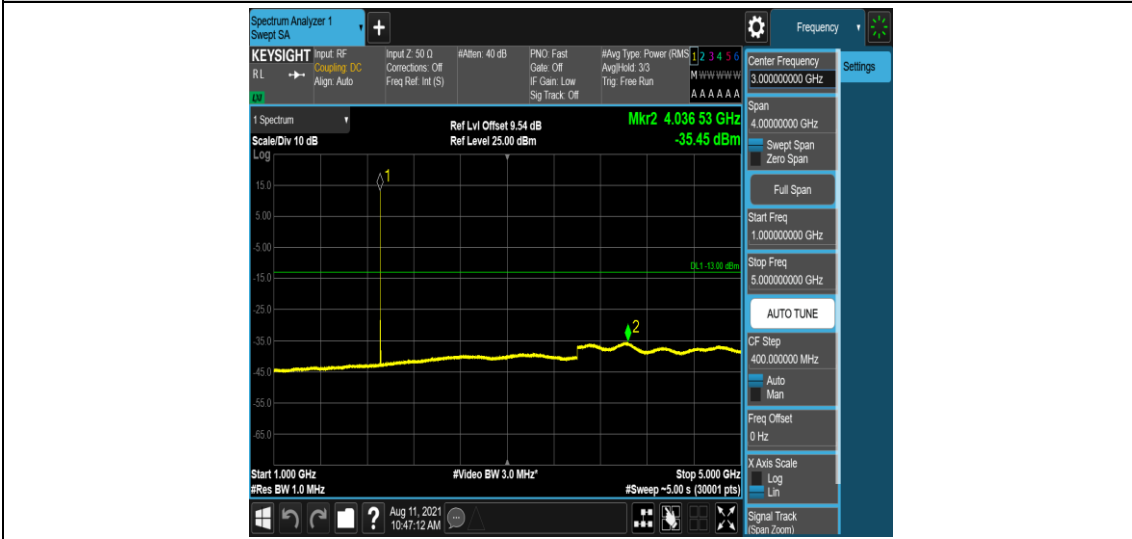 Spectrum Analyzer 1
Swept SA
+
Frequency
KEYSIGHT
RL
Input: RF
Coupling: DC
Align: Auto
Input Z: 50 Ω
Corrections: Off
Freq Ref: Int (S)
#Atten: 40 dB
PNO: Fast
Gate: Off
IF Gain: Low
Sig Track: Off
#Avg Type: Power (RMS
Avg|Hold: 3/3
Trig: Free Run
1 2 3 4 5 6
M W W W W W
A A A A A A
1 Spectrum
Scale/Div 10 dB
Log
Ref Lvl Offset 9.54 dB
Ref Level 25.00 dBm
Mkr2 4.036 53 GHz
-35.45 dBm
1
15.0
5.00
-5.00
DL1 -13.00 dBm
-15.0
-25.0
2
-35.0
-45.0
-55.0
-65.0
Start 1.000 GHz
#Video BW 3.0 MHz*
Stop 5.000 GHz
#Res BW 1.0 MHz
#Sweep ~5.00 s (30001 pts)
?
Aug 11, 2021
10:47:12 AM
Center Frequency
3.000000000 GHz
Settings
Span
4.00000000 GHz
Swept Span
Zero Span
Full Span
Start Freq
1.000000000 GHz
Stop Freq
5.000000000 GHz
AUTO TUNE
CF Step
400.000000 MHz
Auto
Man
Freq Offset
0 Hz
X Axis Scale
Log
Lin
Signal Track
(Span Zoom)